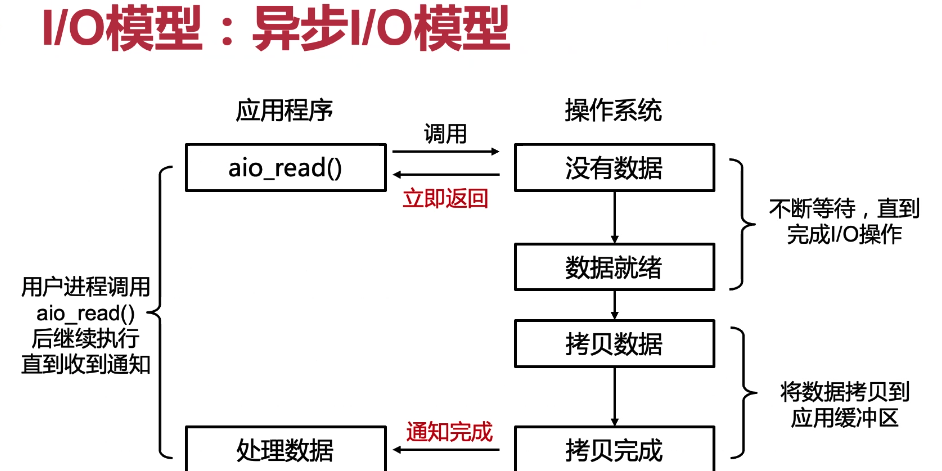 I/O模型：异步I/O模型
应用程序
操作系统
调用
aio_read()
没有数据
立即返回
不断等待，直到
完成I/O操作
数据就绪
用户进程调用
aio_read()
后继续执行
直到收到通知
拷贝数据
将数据拷贝到
应用缓冲区
通知完成
处理数据
拷贝完成